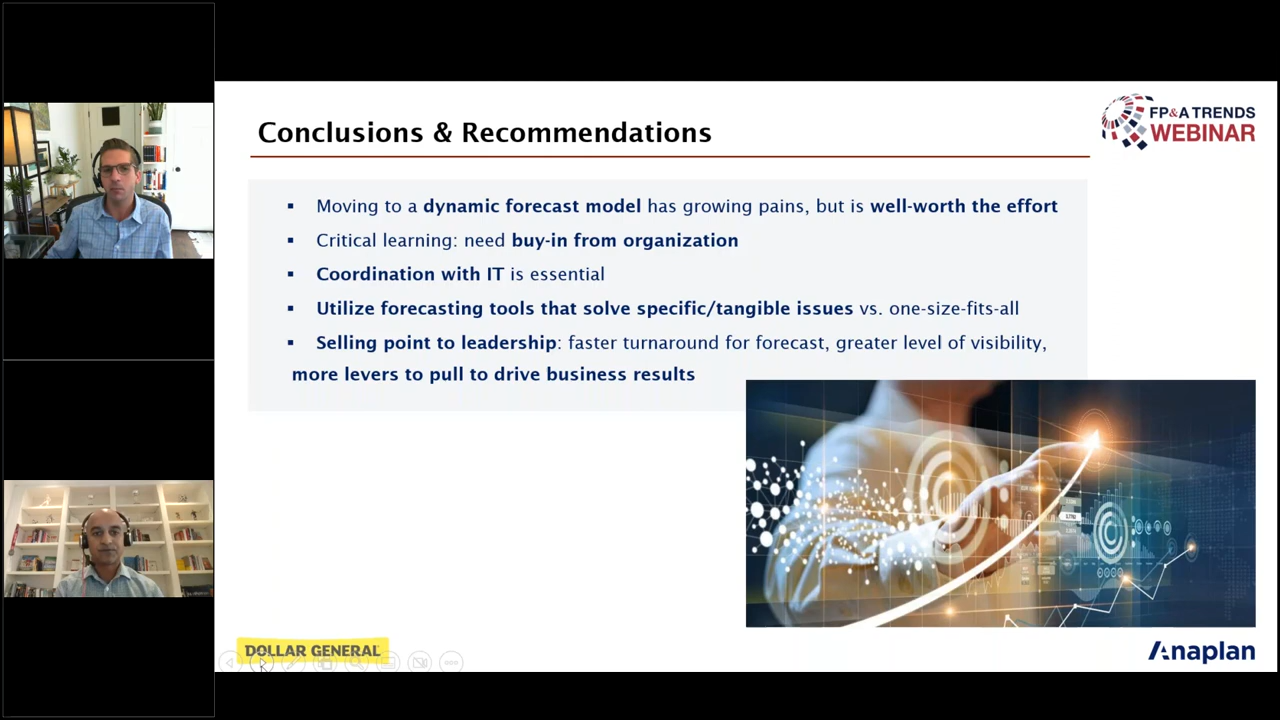 FP&A TRENDS
WEBINAR
Conclusions & Recommendations
▪ Moving to a dynamic forecast model has growing pains, but is well-worth the effort
▪ Critical learning: need buy-in from organization
▪ Coordination with IT is essential
▪ Utilize forecasting tools that solve specific/tangible issues vs. one-size-fits-all
▪ Selling point to leadership: faster turnaround for forecast, greater level of visibility,
more levers to pull to drive business results
DOLLAR GENERAL
Anaplan